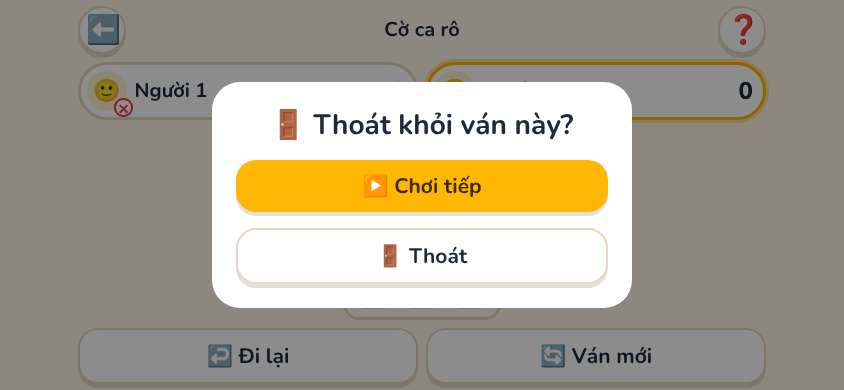 Cờ ca rô
Người 1
0
Thoát khỏi ván này?
Chơi tiếp
Thoát
Đi lại
Ván mới